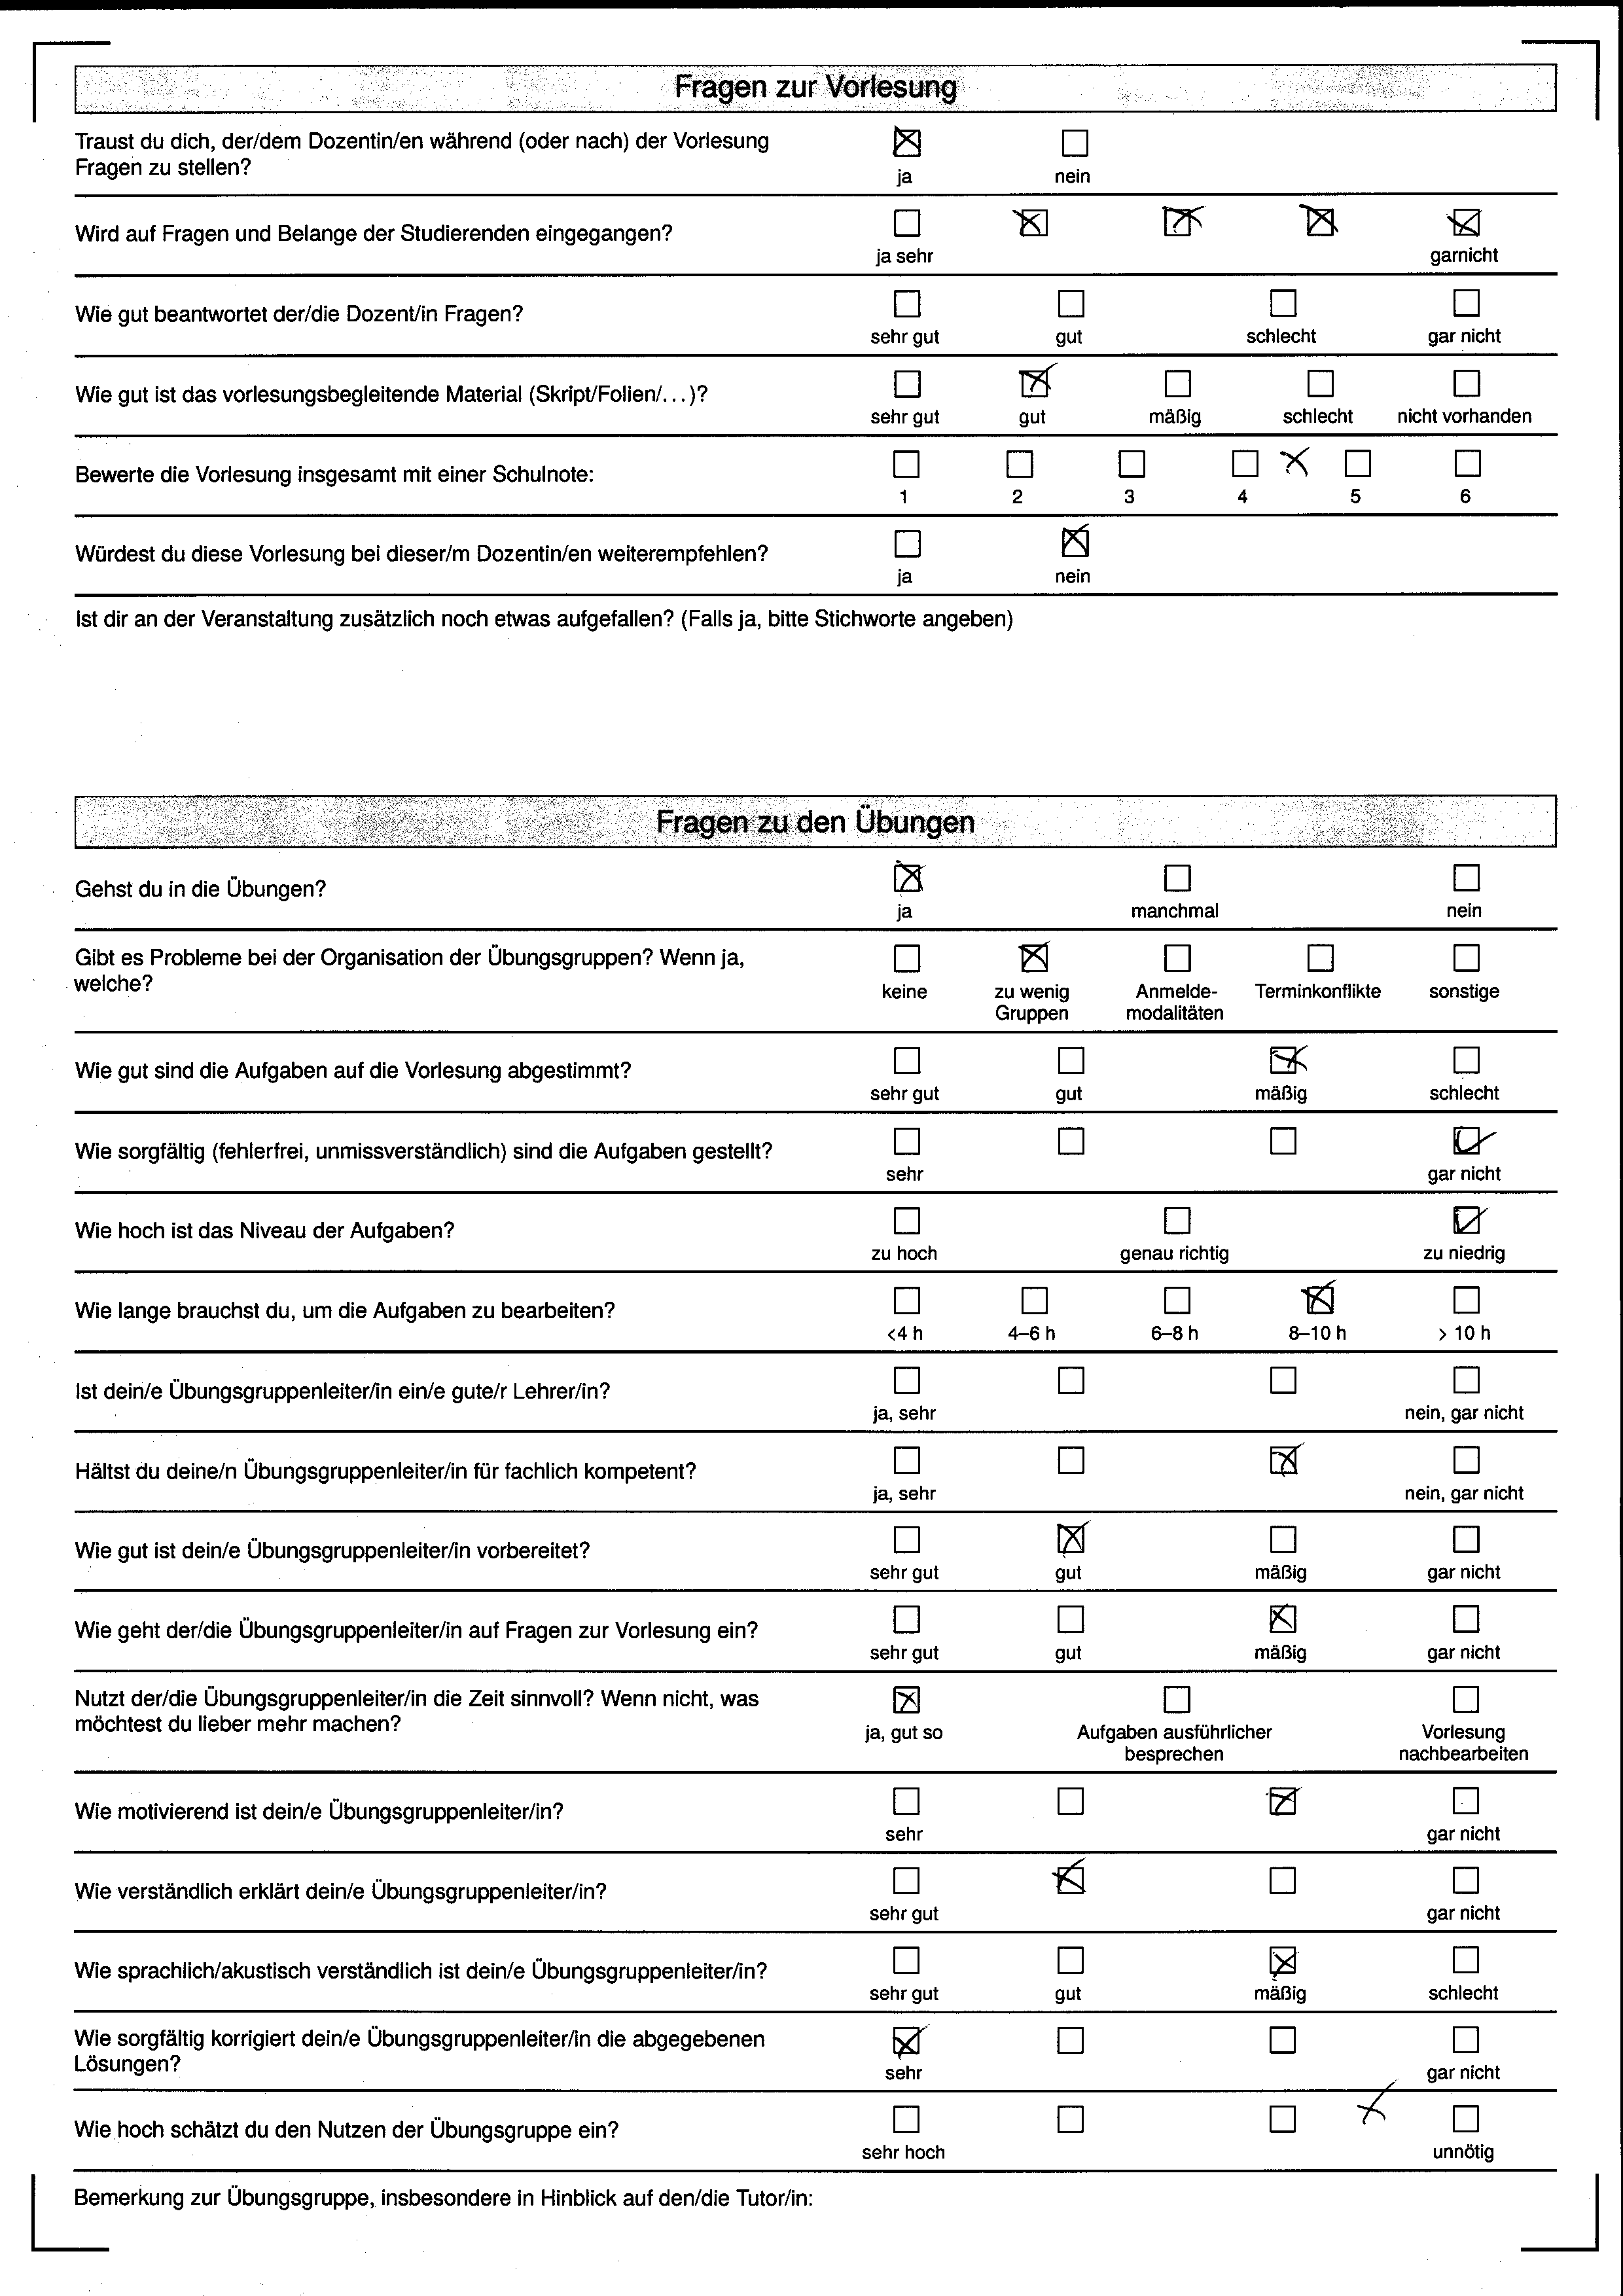 Fragen zur Vorlesung
Traust du dich, der/dem Dozentin/en während (oder nach) der Vorlesung
Fragen zu stellen?
ja nein
Wird auf Fragen und Belange der Studierenden eingegangen?
ja sehr garnicht
Wie gut beantwortet der/die Dozent/in Fragen?
sehr gut gut schlecht gar nicht
Wie gut ist das vorlesungsbegleitende Material (Skript/Folien/...)?
sehr gut gut mäßig schlecht nicht vorhanden
Bewerte die Vorlesung insgesamt mit einer Schulnote:
1 2 3 4 5 6
Würdest du diese Vorlesung bei dieser/m Dozentin/en weiterempfehlen?
ja nein
Ist dir an der Veranstaltung zusätzlich noch etwas aufgefallen? (Falls ja, bitte Stichworte angeben)
Fragen zu den Übungen
Gehst du in die Übungen?
ja manchmal nein
Gibt es Probleme bei der Organisation der Übungsgruppen? Wenn ja,
welche?
keine zu wenig Anmelde- Terminkonflikte sonstige
Gruppen modalitäten
Wie gut sind die Aufgaben auf die Vorlesung abgestimmt?
sehr gut gut mäßig schlecht
Wie sorgfältig (fehlerfrei, unmissverständlich) sind die Aufgaben gestellt?
sehr gar nicht
Wie hoch ist das Niveau der Aufgaben?
zu hoch genau richtig zu niedrig
Wie lange brauchst du, um die Aufgaben zu bearbeiten?
<4 h 4–6 h 6–8 h 8–10 h > 10 h
Ist dein/e Übungsgruppenleiter/in ein/e gute/r Lehrer/in?
ja, sehr nein, gar nicht
Hältst du deine/n Übungsgruppenleiter/in für fachlich kompetent?
ja, sehr nein, gar nicht
Wie gut ist dein/e Übungsgruppenleiter/in vorbereitet?
sehr gut gut mäßig gar nicht
Wie geht der/die Übungsgruppenleiter/in auf Fragen zur Vorlesung ein?
sehr gut gut mäßig gar nicht
Nutzt der/die Übungsgruppenleiter/in die Zeit sinnvoll? Wenn nicht, was
möchtest du lieber mehr machen?
ja, gut so Aufgaben ausführlicher Vorlesung
besprechen nachbearbeiten
Wie motivierend ist dein/e Übungsgruppenleiter/in?
sehr gar nicht
Wie verständlich erklärt dein/e Übungsgruppenleiter/in?
sehr gut gar nicht
Wie sprachlich/akustisch verständlich ist dein/e Übungsgruppenleiter/in?
sehr gut gut mäßig schlecht
Wie sorgfältig korrigiert dein/e Übungsgruppenleiter/in die abgegebenen
Lösungen?
sehr gar nicht
Wie hoch schätzt du den Nutzen der Übungsgruppe ein?
sehr hoch unnötig
Bemerkung zur Übungsgruppe, insbesondere in Hinblick auf den/die Tutor/in: